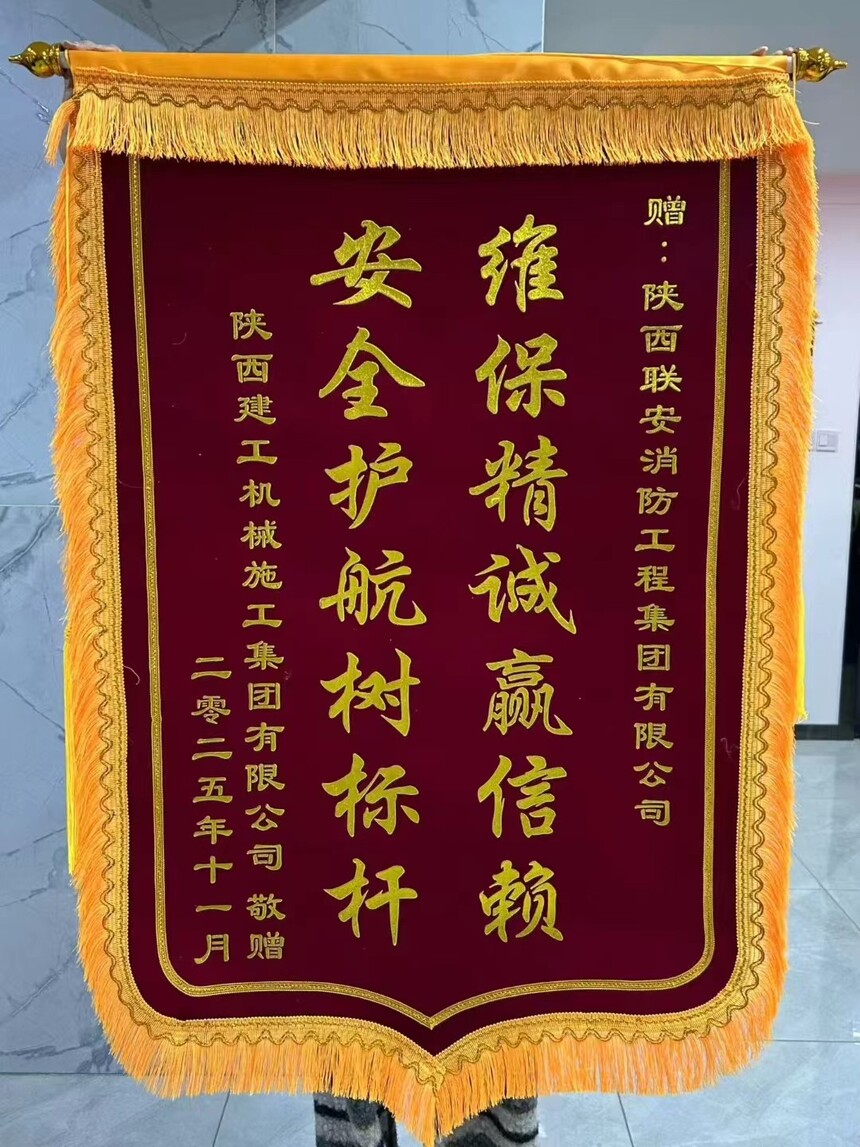 赠：陕西联安消防工程集团有限公司
维保精诚赢信赖
安全护航树标杆
陕西建工机械施工集团有限公司 敬赠
二零二五年十一月